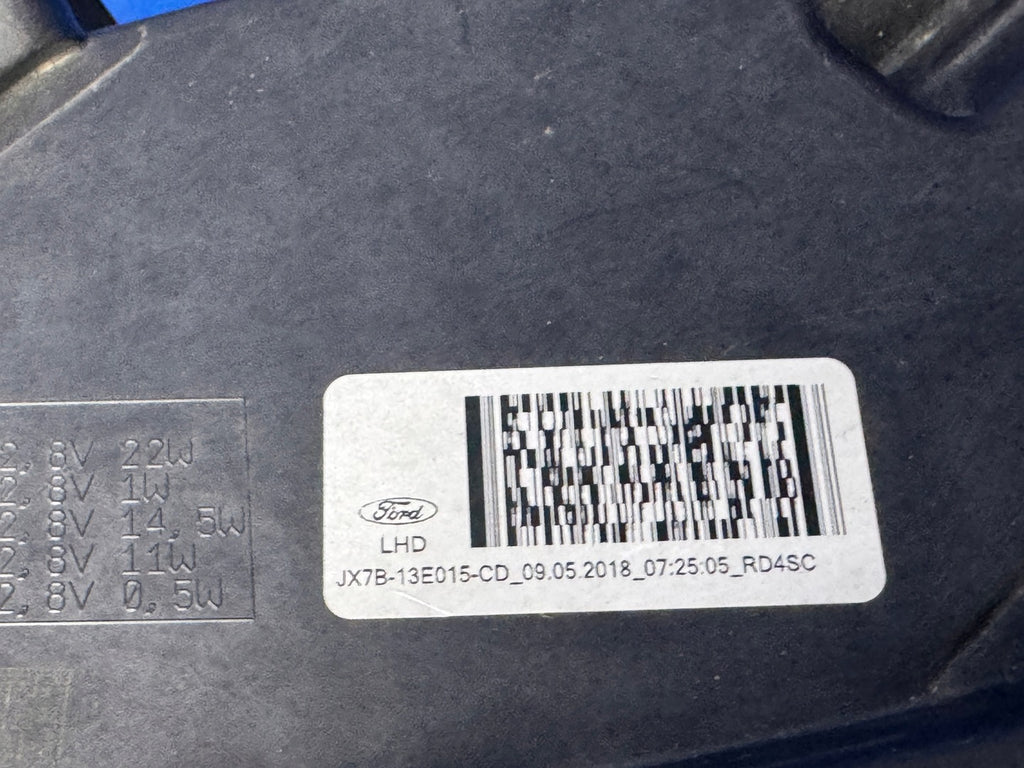 2,8V 22W
2,8V 1W
2,8V 14,5W
2,8V 11W
2,8V 0,5W
Ford
LHD
JX7B-13E015-CD_09.05.2018_07:25:05_RD4SC